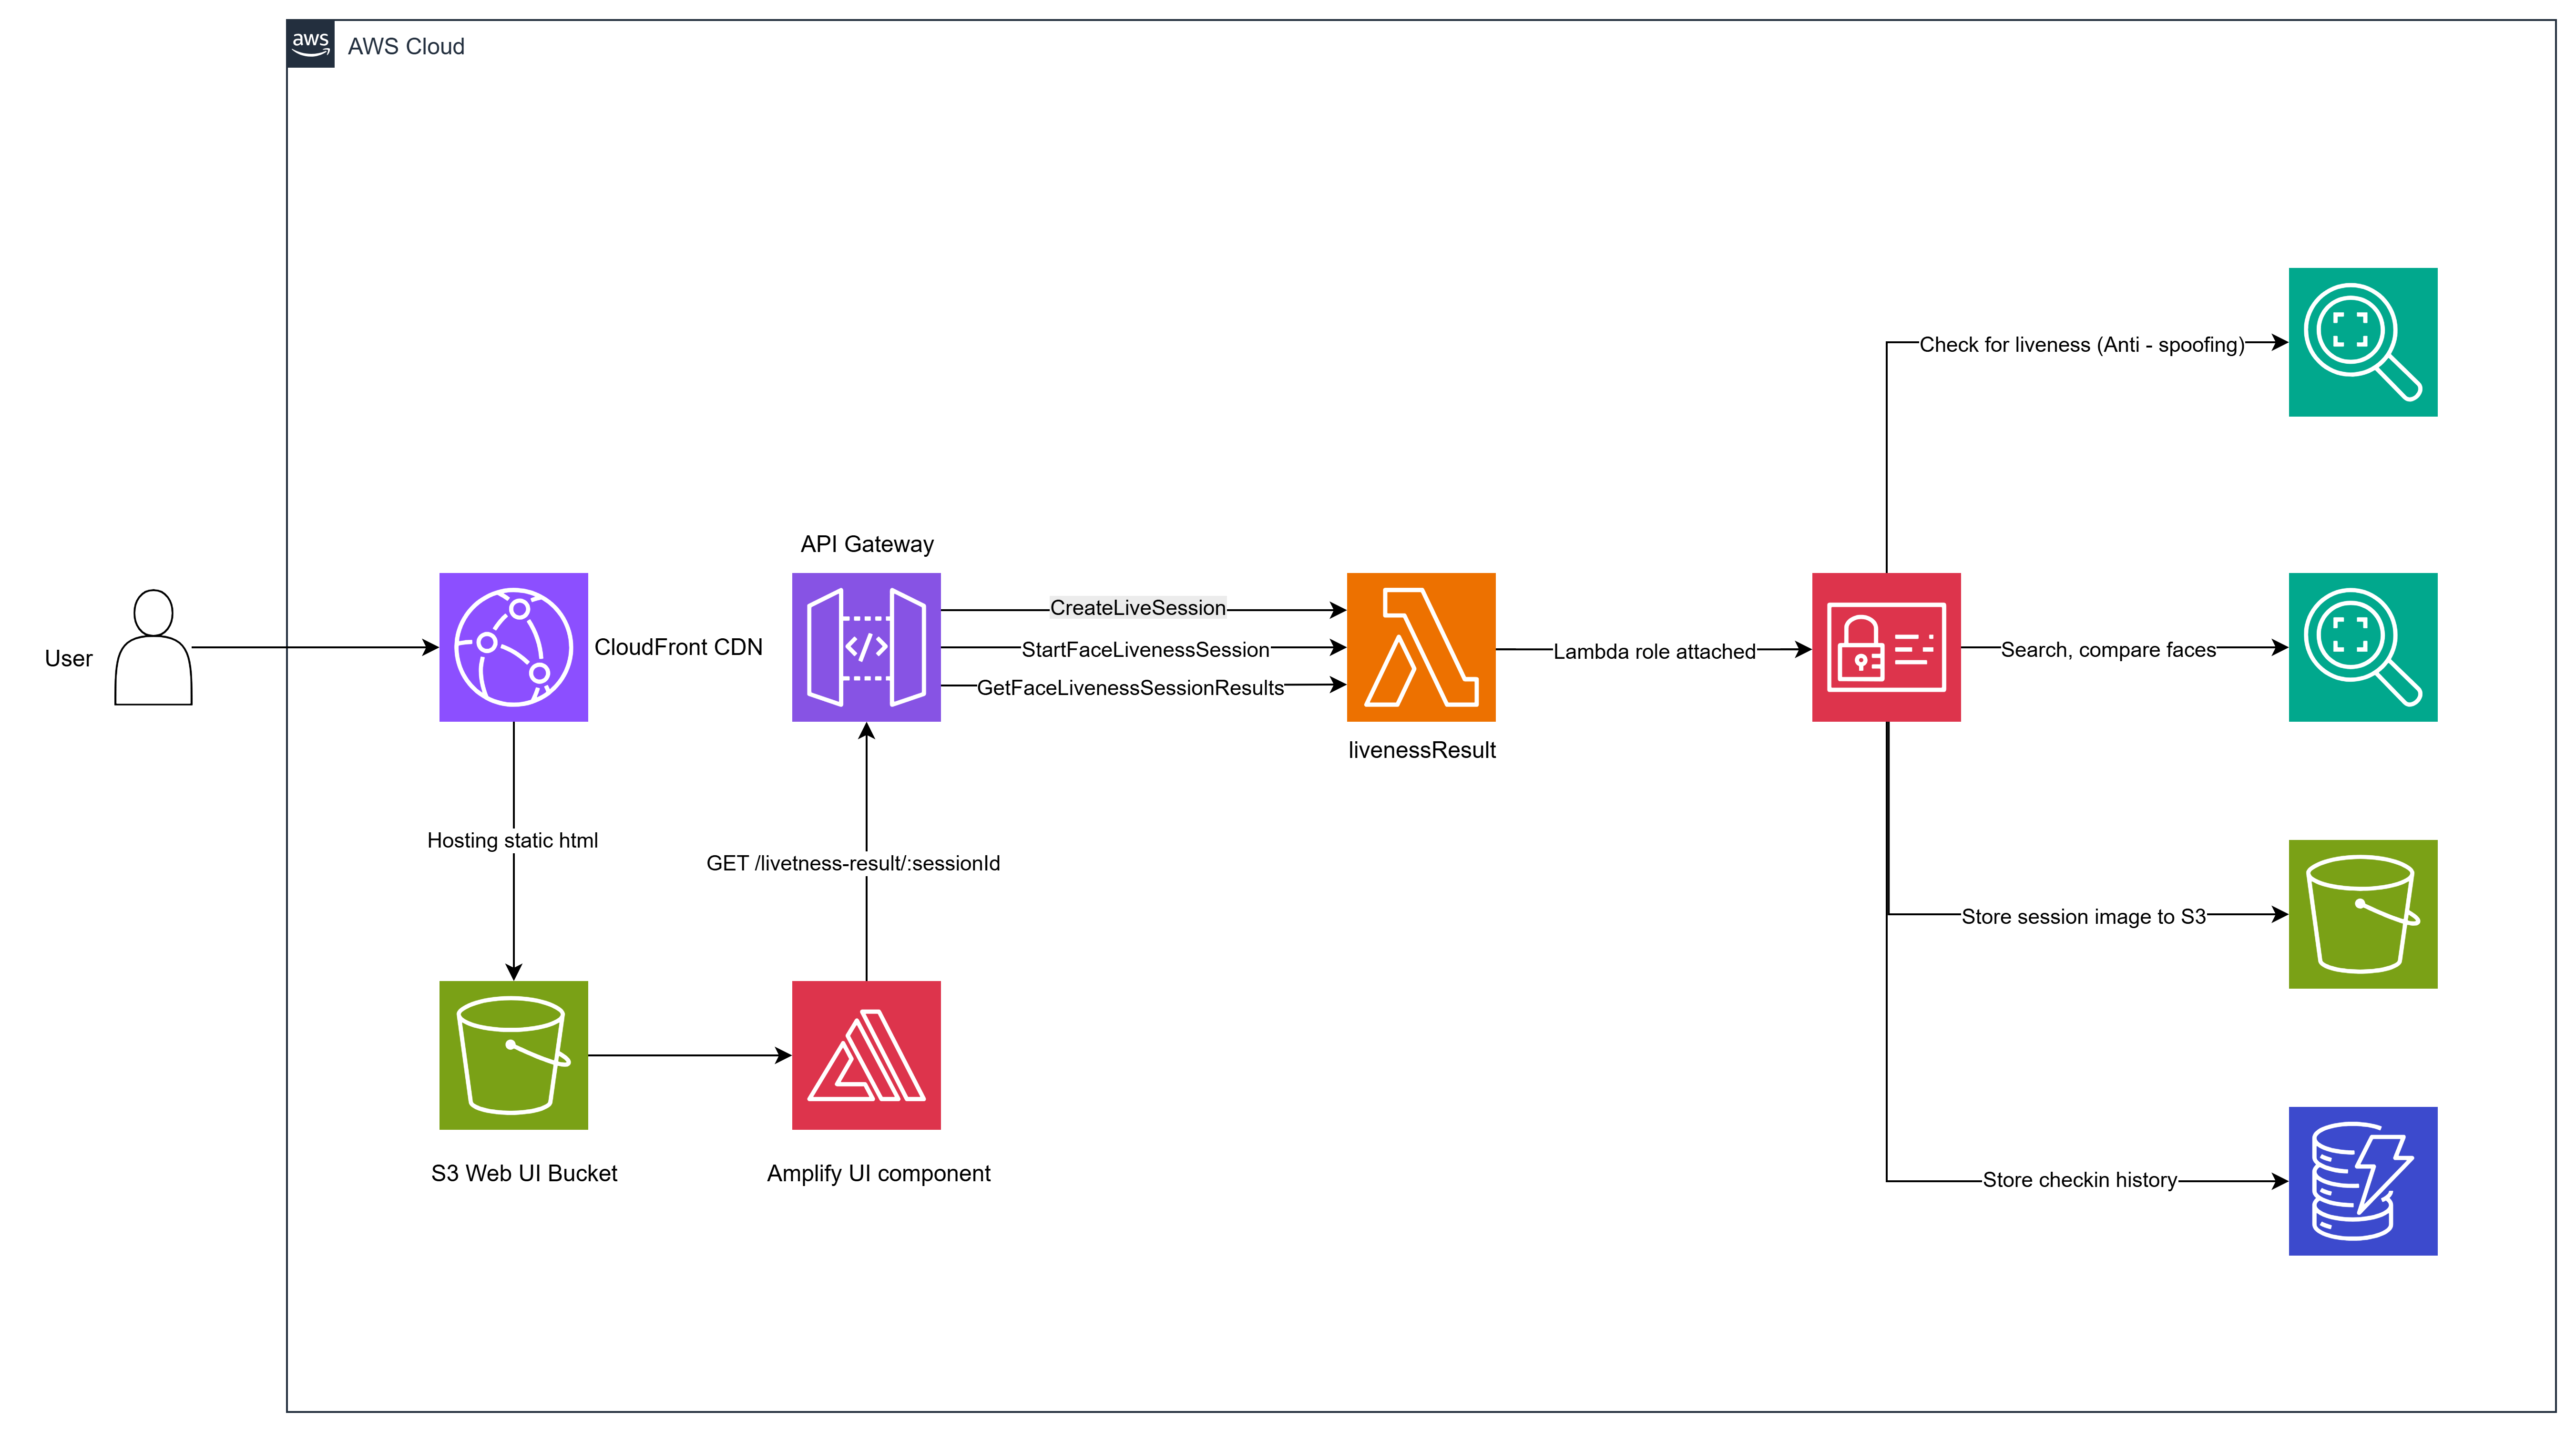 aws
AWS Cloud
User
CloudFront CDN
API Gateway
CreateLiveSession
StartFaceLivenessSession
GetFaceLivenessSessionResults
livenessResult
Lambda role attached
Check for liveness (Anti - spoofing)
Search, compare faces
Store session image to S3
Store checkin history
Hosting static html
GET /livetness-result/:sessionId
S3 Web UI Bucket
Amplify UI component